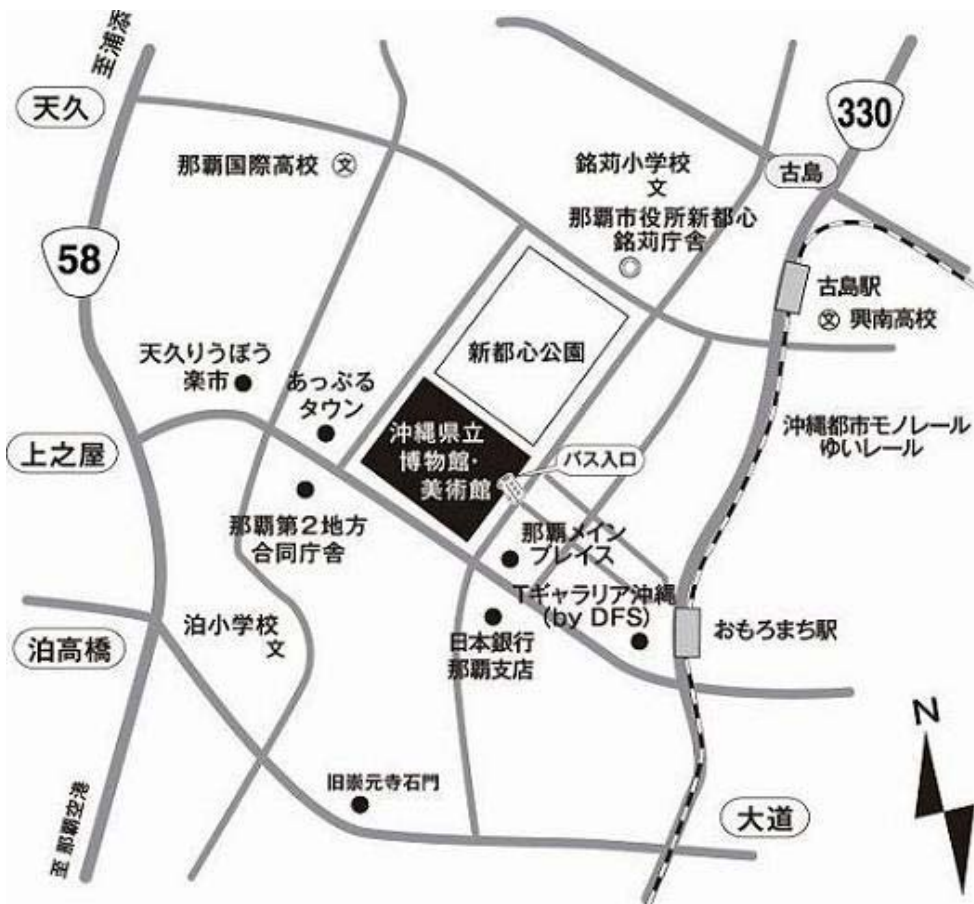 至浦添
天久
330
那覇国際高校
文
銘苅小学校
文
古島
那覇市役所新都心
銘苅庁舎
58
古島駅
文
興南高校
新都心公園
天久りうぼう
楽市
あっぷる
タウン
沖縄県立
博物館・
美術館
バス入口
沖縄都市モノレール
ゆいレール
上之屋
那覇第2地方
合同庁舎
那覇メイン
プレイス
Tギャラリア沖縄
(by DFS)
泊小学校
文
日本銀行
那覇支店
おもろまち駅
泊高橋
N
旧崇元寺石門
大道
至那覇空港